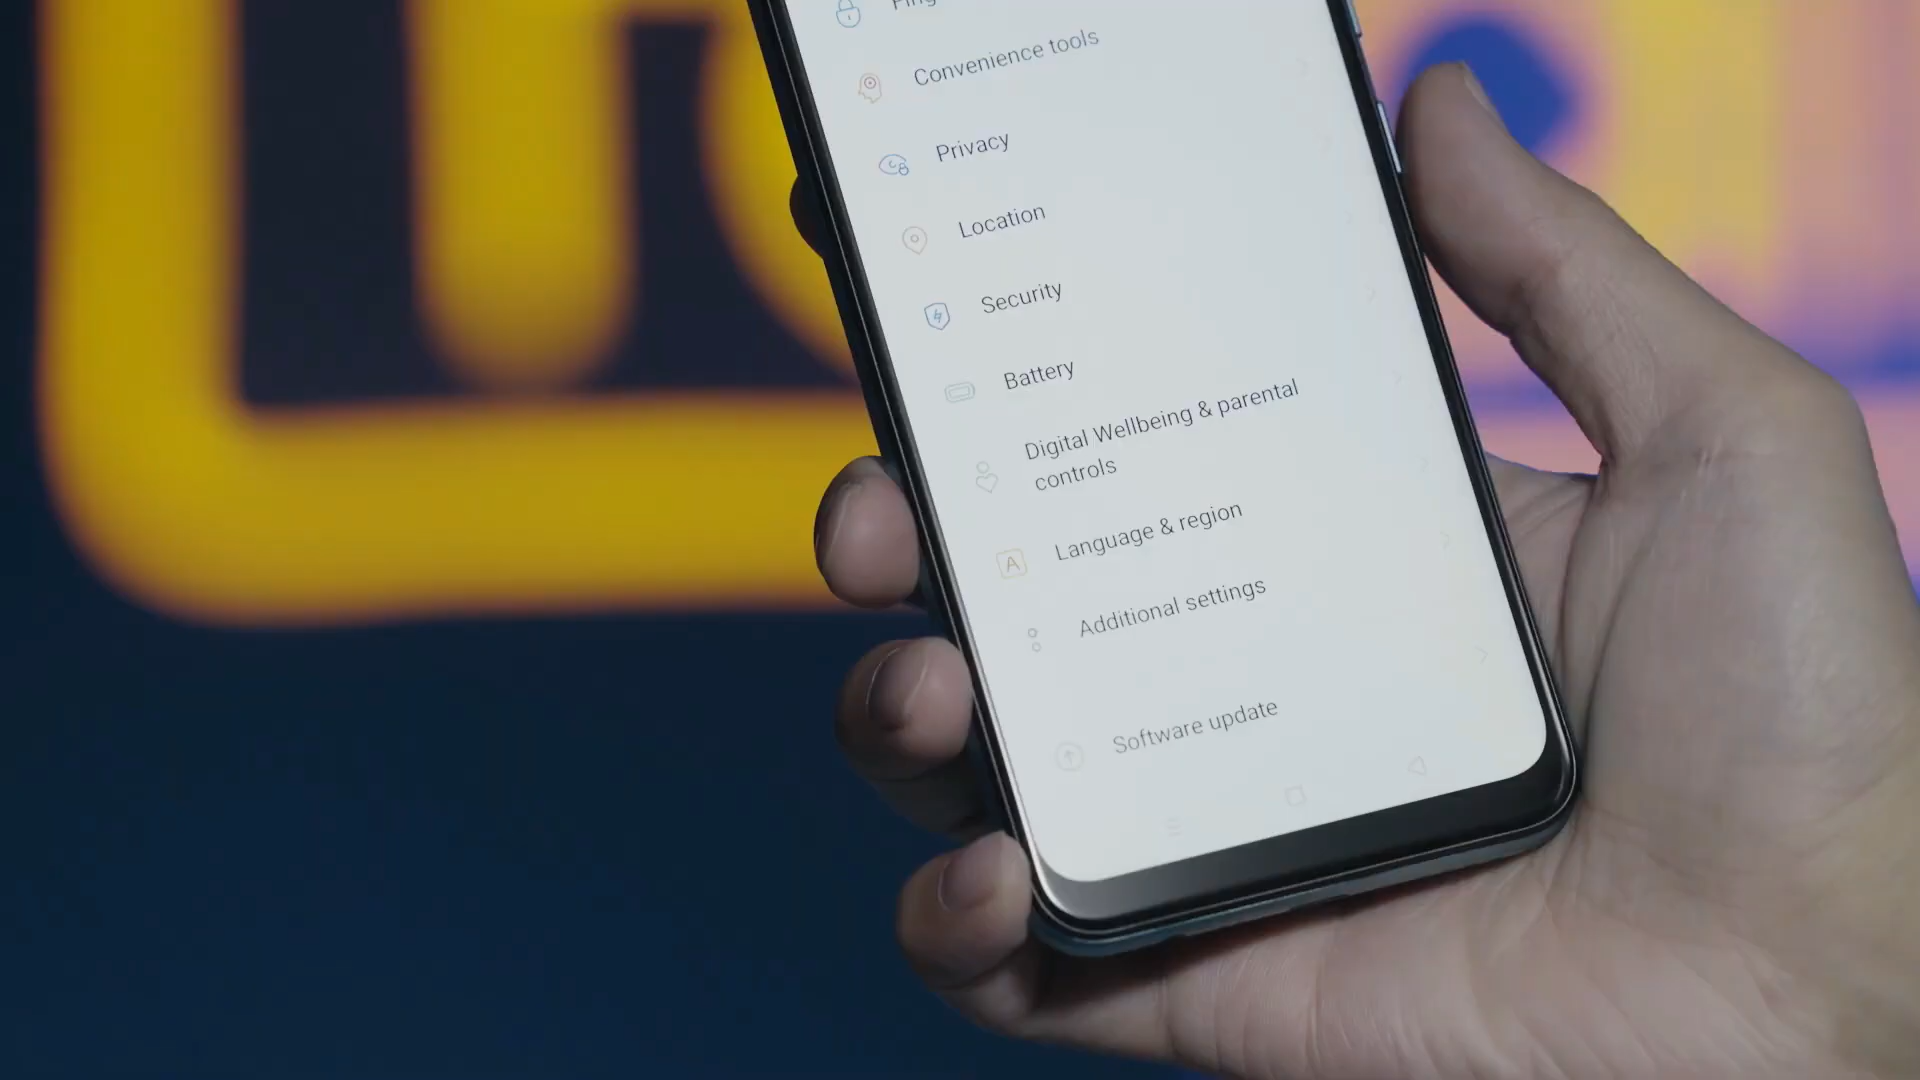 Convenience tools
Privacy
Location
Security
Battery
Digital Wellbeing & parental
controls
Language & region
A
Additional settings
Software update